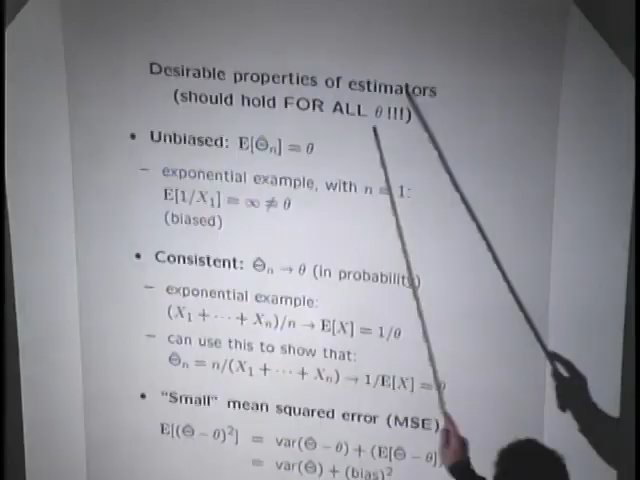 Desirable properties of estimators
(should hold FOR ALL θ !!!)
• Unbiased: E[Θ̂ₙ] = θ
– exponential example, with n = 1:
E[1/X₁] = ∞ ≠ θ
(biased)
• Consistent: Θ̂ₙ → θ (in probability)
– exponential example:
(X₁ + ⋯ + Xₙ)/n → E[X] = 1/θ
– can use this to show that:
Θ̂ₙ = n/(X₁ + ⋯ + Xₙ) → 1/E[X] = θ
• "Small" mean squared error (MSE)
E[(Θ̂ − θ)²] = var(Θ̂ − θ) + (E[Θ̂ − θ]
= var(Θ̂) + (bias)²